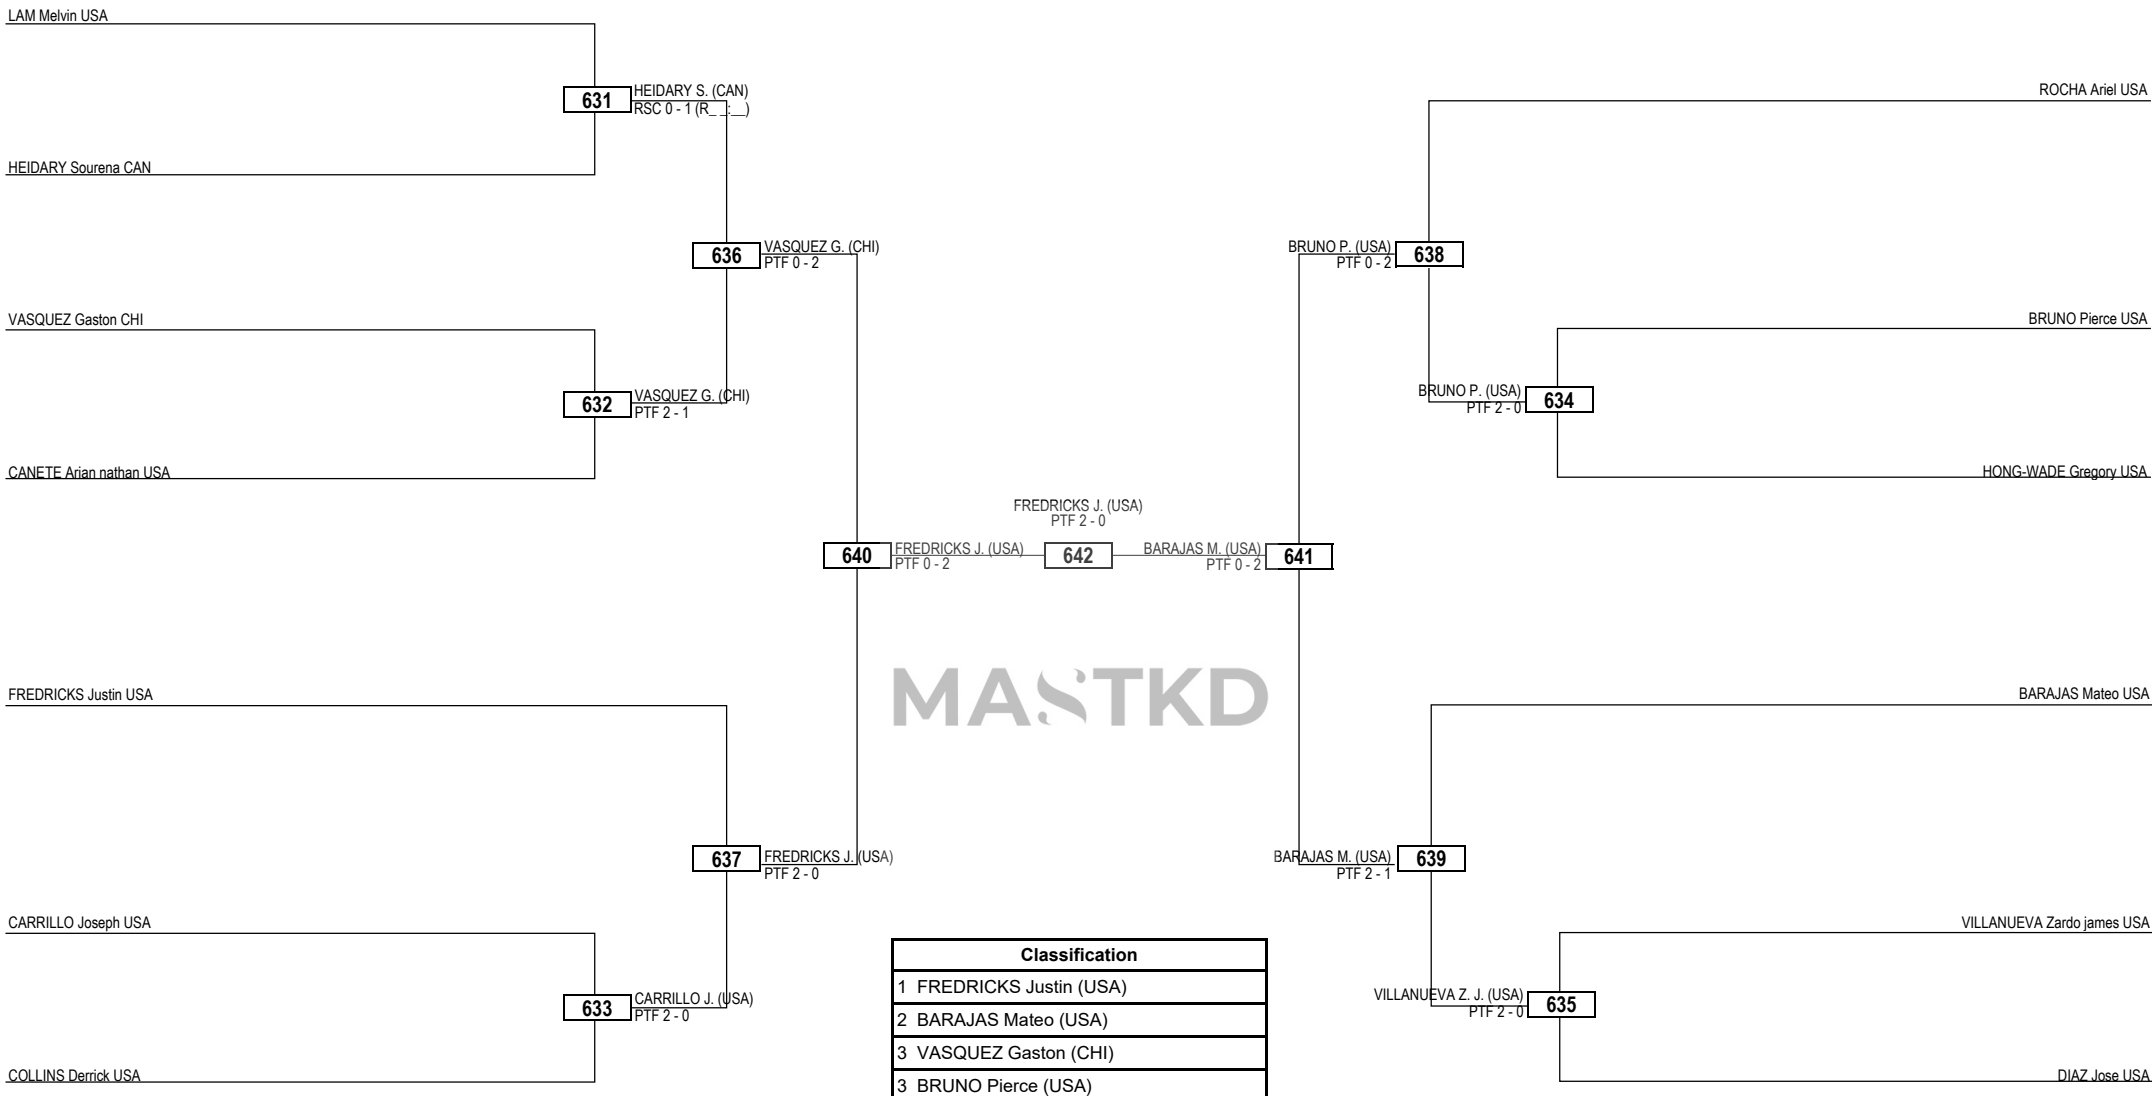 LAM Melvin USA
631
HEIDARY S. (CAN)
RSC 0 - 1 (R_ _:__)
HEIDARY Sourena CAN
636
VASQUEZ G. (CHI)
PTF 0 - 2
VASQUEZ Gaston CHI
632
VASQUEZ G. (CHI)
PTF 2 - 1
CANETE Arian nathan USA
640
FREDRICKS J. (USA)
PTF 0 - 2
FREDRICKS Justin USA
637
FREDRICKS J. (USA)
PTF 2 - 0
CARRILLO Joseph USA
633
CARRILLO J. (USA)
PTF 2 - 0
COLLINS Derrick USA
FREDRICKS J. (USA)
PTF 2 - 0
642
ROCHA Ariel USA
BRUNO P. (USA)
PTF 0 - 2
638
BRUNO Pierce USA
BRUNO P. (USA)
PTF 2 - 0
634
HONG-WADE Gregory USA
BARAJAS M. (USA)
PTF 0 - 2
641
BARAJAS Mateo USA
BARAJAS M. (USA)
PTF 2 - 1
639
VILLANUEVA Zardo james USA
VILLANUEVA Z. J. (USA)
PTF 2 - 0
635
DIAZ Jose USA
MASTKD
Classification
1 FREDRICKS Justin (USA)
2 BARAJAS Mateo (USA)
3 VASQUEZ Gaston (CHI)
3 BRUNO Pierce (USA)